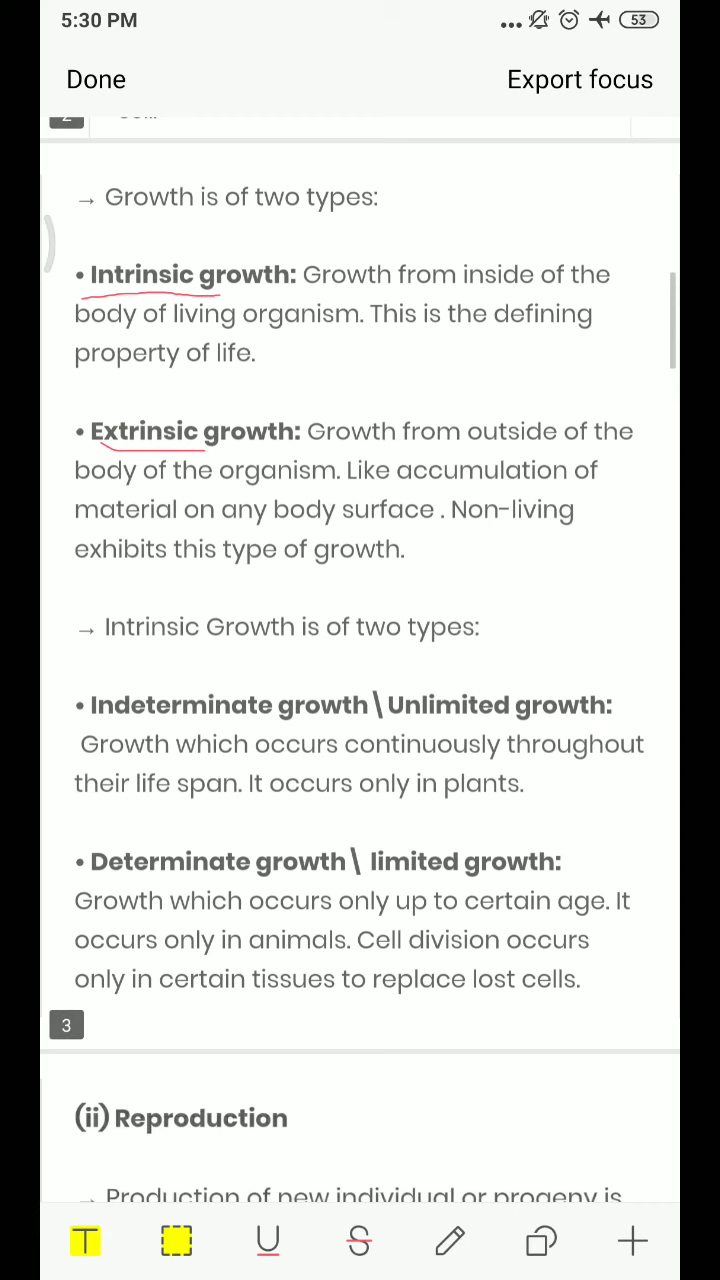 5:30 PM
53
Done
Export focus
→ Growth is of two types:
• Intrinsic growth: Growth from inside of the
body of living organism. This is the defining
property of life.
• Extrinsic growth: Growth from outside of the
body of the organism. Like accumulation of
material on any body surface . Non-living
exhibits this type of growth.
→ Intrinsic Growth is of two types:
• Indeterminate growth\Unlimited growth:
Growth which occurs continuously throughout
their life span. It occurs only in plants.
• Determinate growth\ limited growth:
Growth which occurs only up to certain age. It
occurs only in animals. Cell division occurs
only in certain tissues to replace lost cells.
3
(ii) Reproduction
→ Production of new individual or progeny is
T U S